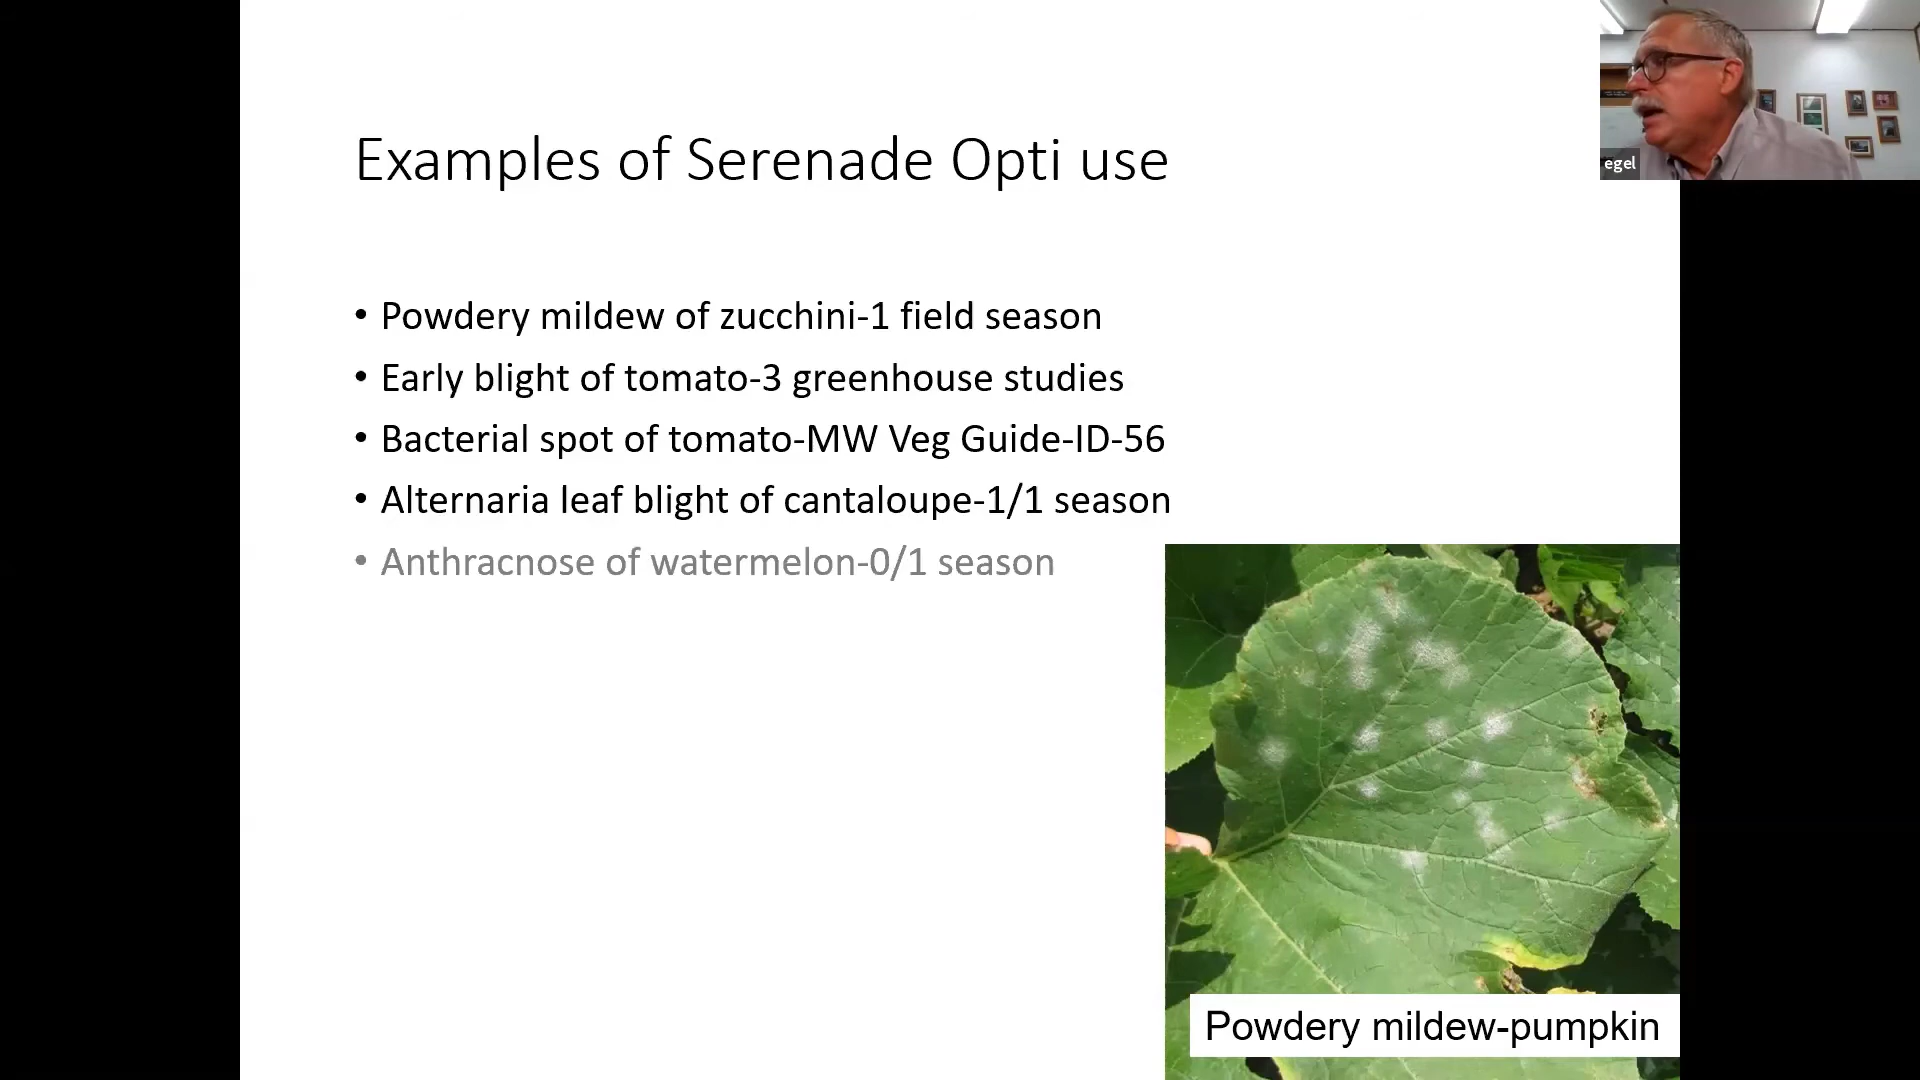 Examples of Serenade Opti use
egel
• Powdery mildew of zucchini-1 field season
• Early blight of tomato-3 greenhouse studies
• Bacterial spot of tomato-MW Veg Guide-ID-56
• Alternaria leaf blight of cantaloupe-1/1 season
• Anthracnose of watermelon-0/1 season
Powdery mildew-pumpkin